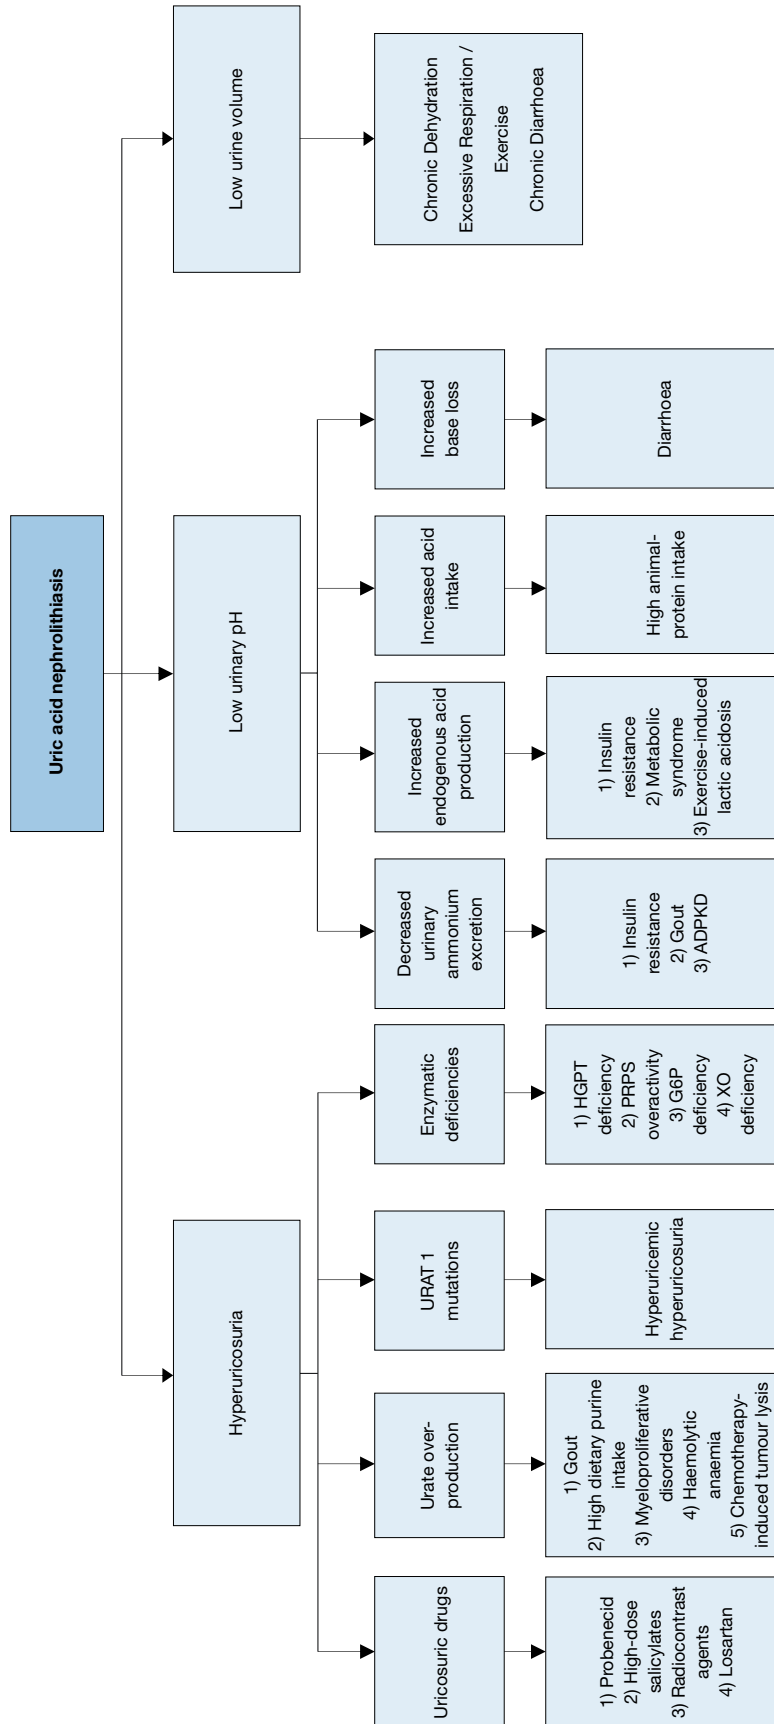 Uric acid nephrolithiasis
Hyperuricosuria
Low urinary pH
Low urine volume
Uricosuric drugs
Urate over-
production
URAT 1
mutations
Enzymatic
deficiencies
Decreased
urinary
ammonium
excretion
Increased
endogenous acid
production
Increased acid
intake
Increased
base loss
Chronic Dehydration
Excessive Respiration /
Exercise
Chronic Diarrhoea
1) Probenecid
2) High-dose
salicylates
3) Radiocontrast
agents
4) Losartan
1) Gout
2) High dietary purine
intake
3) Myeloproliferative
disorders
4) Haemolytic
anaemia
5) Chemotherapy-
induced tumour lysis
Hyperuricemic
hyperuricosuria
1) HGPT
deficiency
2) PRPS
overactivity
3) G6P
deficiency
4) XO
deficiency
1) Insulin
resistance
2) Gout
3) ADPKD
1) Insulin
resistance
2) Metabolic
syndrome
3) Exercise-induced
lactic acidosis
High animal-
protein intake
Diarrhoea